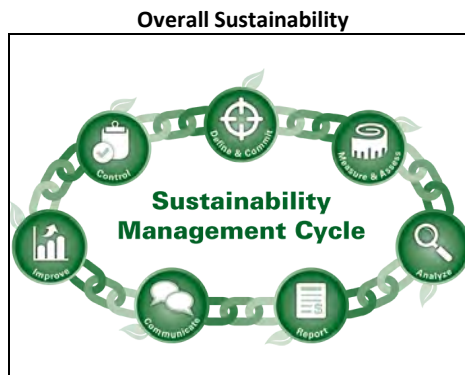 Overall Sustainability
Define & Commit
Measure & Assess
Analyze
Report
Communicate
Improve
Control
Sustainability
Management Cycle